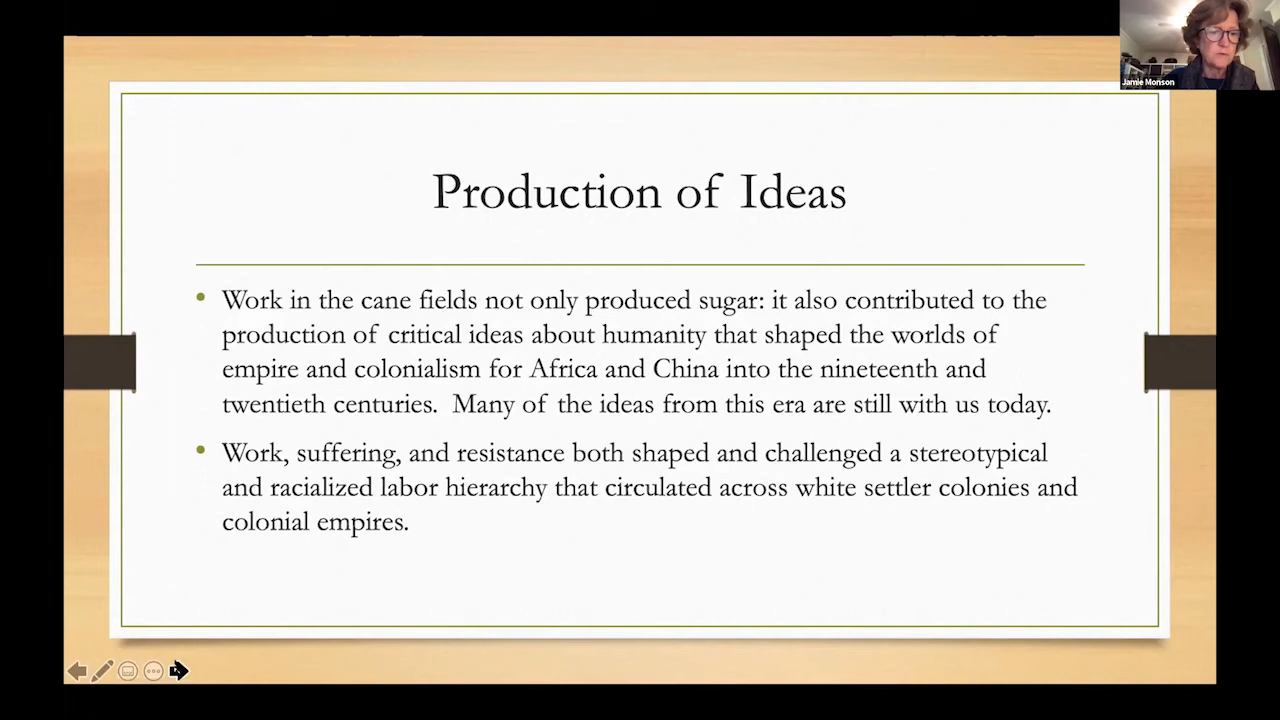 Jamie Monson
Production of Ideas
• Work in the cane fields not only produced sugar: it also contributed to the
production of critical ideas about humanity that shaped the worlds of
empire and colonialism for Africa and China into the nineteenth and
twentieth centuries.  Many of the ideas from this era are still with us today.
• Work, suffering, and resistance both shaped and challenged a stereotypical
and racialized labor hierarchy that circulated across white settler colonies and
colonial empires.